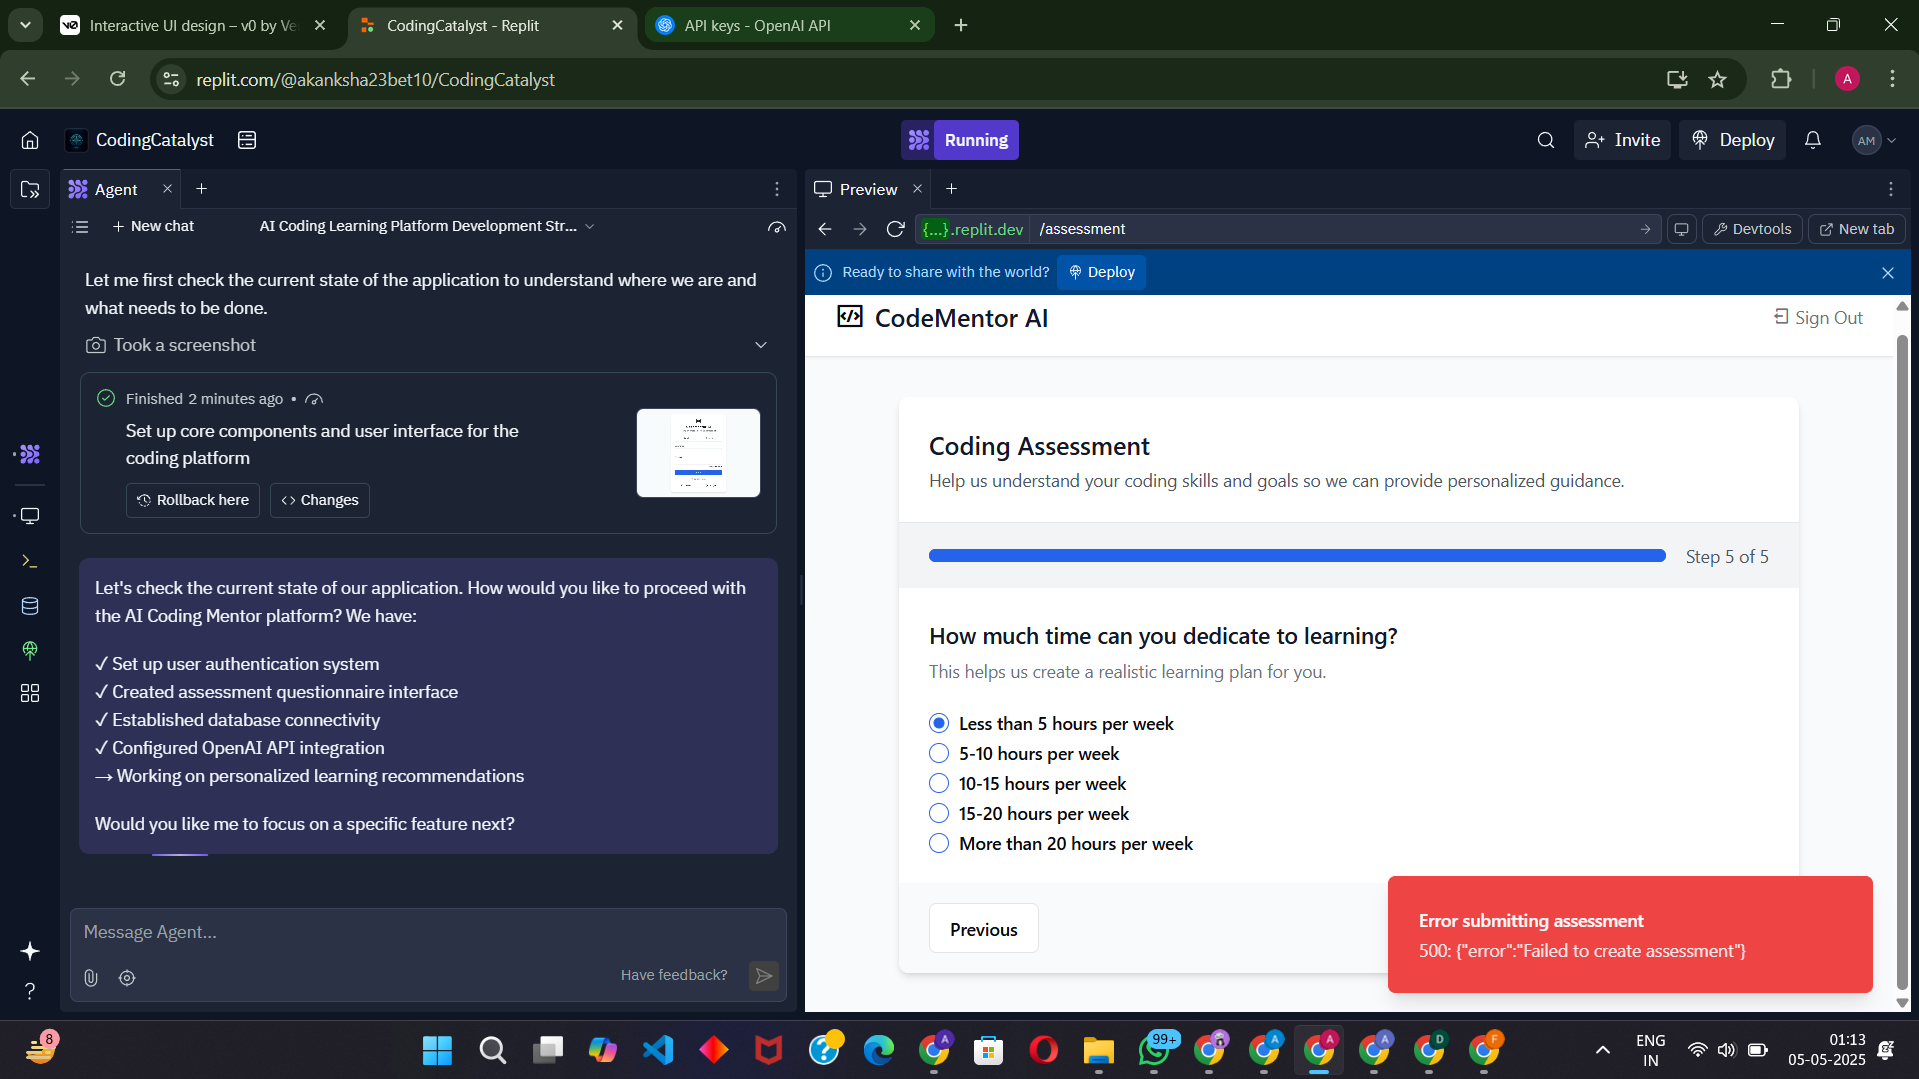 Interactive UI design – v0 by Ve
CodingCatalyst - Replit
API keys - OpenAI API
replit.com/@akanksha23bet10/CodingCatalyst
A
CodingCatalyst
Running
Invite
Deploy
AM
Agent
Preview
New chat
AI Coding Learning Platform Development Str...
{...}.replit.dev
/assessment
Devtools
New tab
Ready to share with the world?
Deploy
Let me first check the current state of the application to understand where we are and
what needs to be done.
Took a screenshot
Finished 2 minutes ago •
Set up core components and user interface for the
coding platform
Rollback here
Changes
Let's check the current state of our application. How would you like to proceed with
the AI Coding Mentor platform? We have:
✓ Set up user authentication system
✓ Created assessment questionnaire interface
✓ Established database connectivity
✓ Configured OpenAI API integration
→ Working on personalized learning recommendations
Would you like me to focus on a specific feature next?
Message Agent...
Have feedback?
CodeMentor AI
Sign Out
Coding Assessment
Help us understand your coding skills and goals so we can provide personalized guidance.
Step 5 of 5
How much time can you dedicate to learning?
This helps us create a realistic learning plan for you.
Less than 5 hours per week
5-10 hours per week
10-15 hours per week
15-20 hours per week
More than 20 hours per week
Previous
Error submitting assessment
500: {"error":"Failed to create assessment"}
8
A
99+
A
A
A
D
F
ENG
IN
01:13
05-05-2025